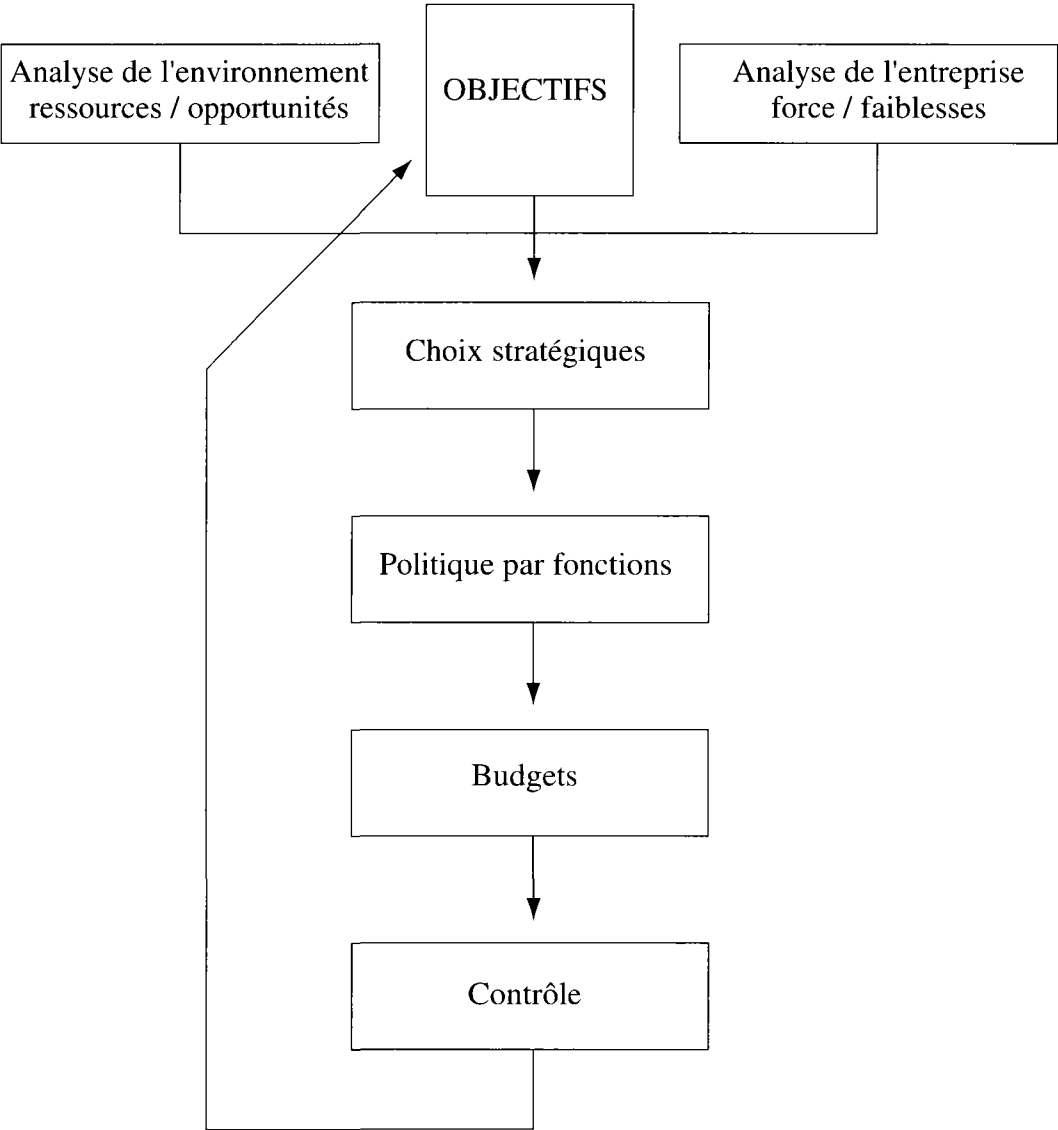 Analyse de l'environnement
ressources / opportunités
OBJECTIFS
Analyse de l'entreprise
force / faiblesses
Choix stratégiques
Politique par fonctions
Budgets
Contrôle